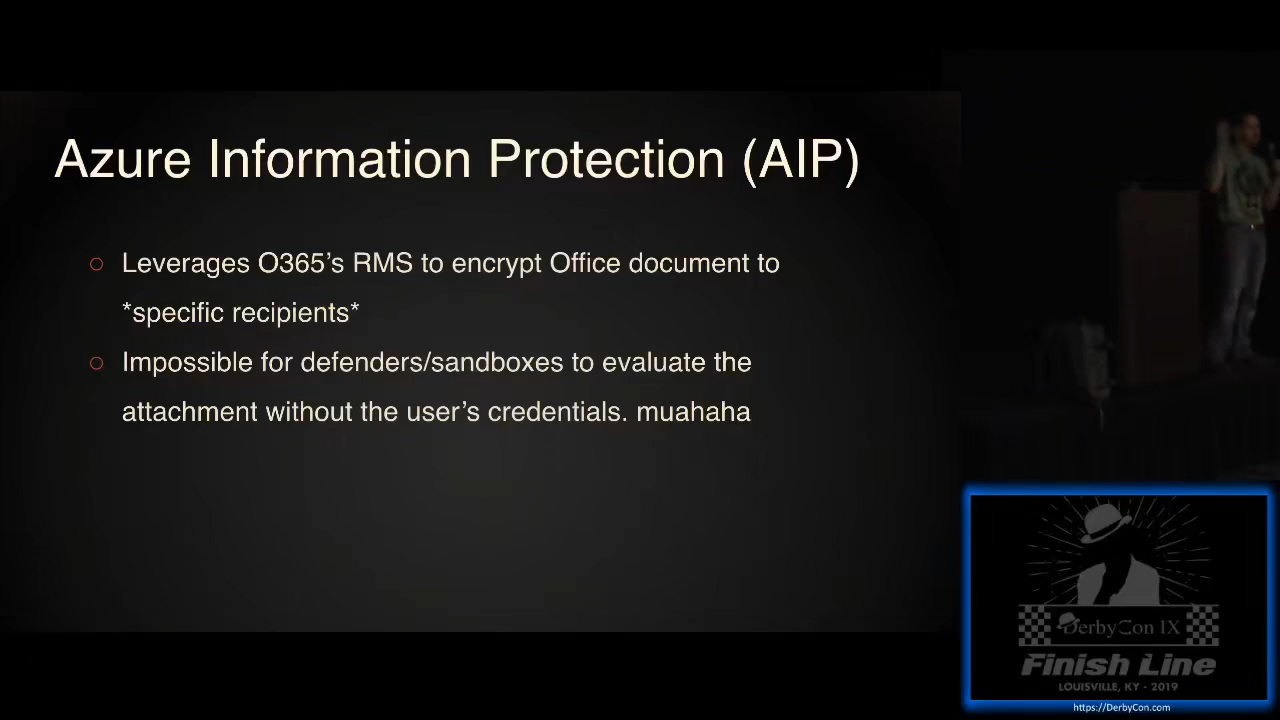 Azure Information Protection (AIP)
○ Leverages O365’s RMS to encrypt Office document to
*specific recipients*
○ Impossible for defenders/sandboxes to evaluate the
attachment without the user’s credentials. muahaha
DerbyCon IX
Finish Line
LOUISVILLE, KY - 2019
https://DerbyCon.com